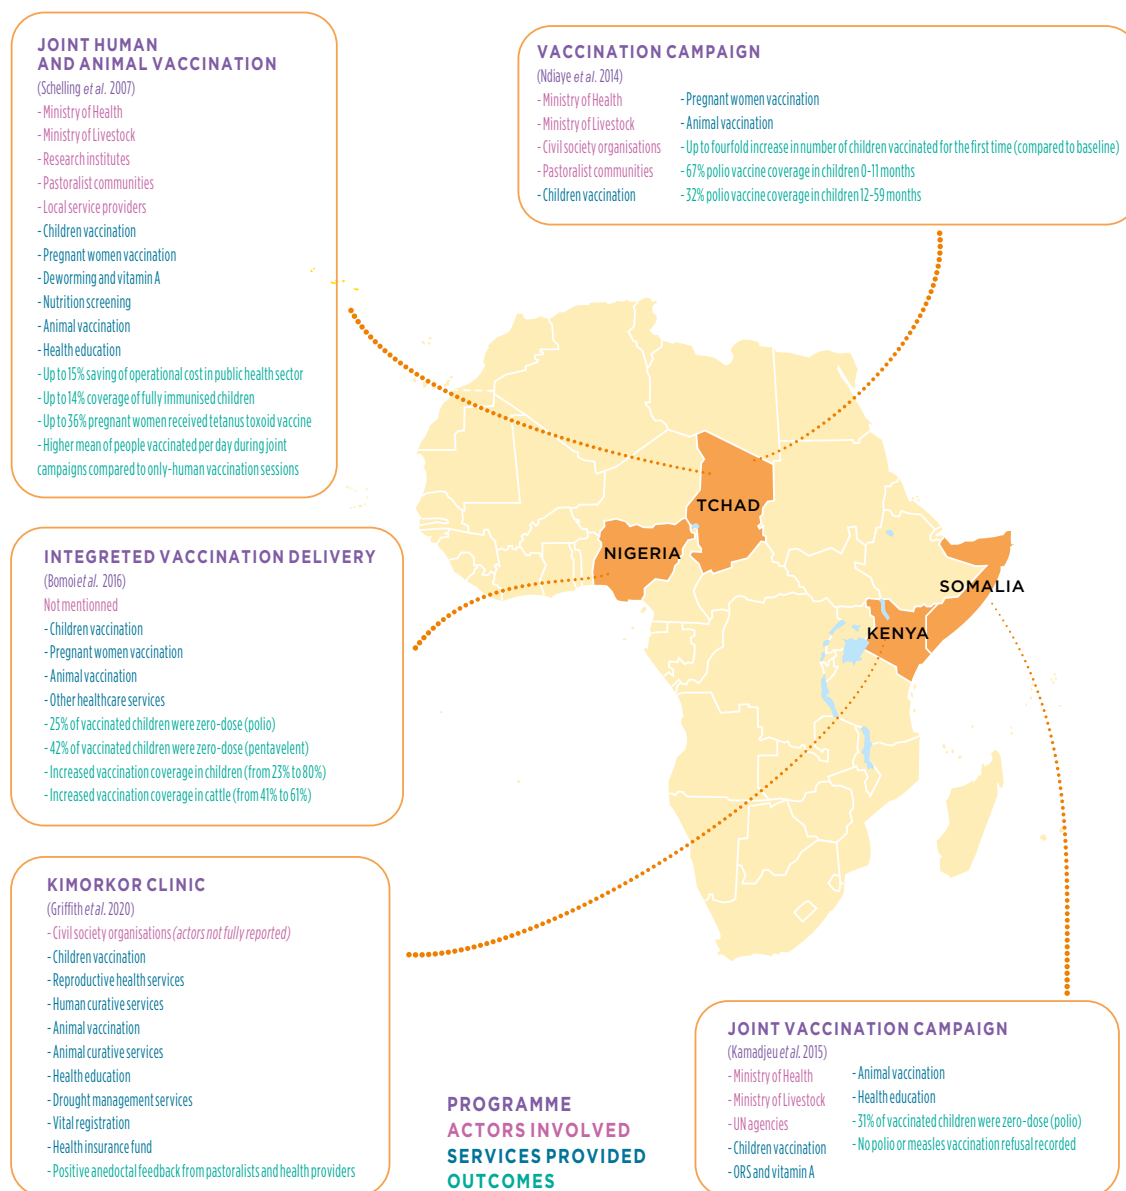 JOINT HUMAN
AND ANIMAL VACCINATION
(Schelling et al. 2007)
- Ministry of Health
- Ministry of Livestock
- Research institutes
- Pastoralist communities
- Local service providers
- Children vaccination
- Pregnant women vaccination
- Deworming and vitamin A
- Nutrition screening
- Animal vaccination
- Health education
- Up to 15% saving of operational cost in public health sector
- Up to 14% coverage of fully immunised children
- Up to 36% pregnant women received tetanus toxoid vaccine
- Higher mean of people vaccinated per day during joint
campaigns compared to only-human vaccination sessions
VACCINATION CAMPAIGN
(Ndiaye et al. 2014)
- Ministry of Health
- Ministry of Livestock
- Civil society organisations
- Pastoralist communities
- Children vaccination
- Pregnant women vaccination
- Animal vaccination
- Up to fourfold increase in number of children vaccinated for the first time (compared to baseline)
- 67% polio vaccine coverage in children 0-11 months
- 32% polio vaccine coverage in children 12-59 months
TCHAD
NIGERIA
SOMALIA
KENYA
INTEGRETED VACCINATION DELIVERY
(Bomoi et al. 2016)
Not mentionned
- Children vaccination
- Pregnant women vaccination
- Animal vaccination
- Other healthcare services
- 25% of vaccinated children were zero-dose (polio)
- 42% of vaccinated children were zero-dose (pentavelent)
- Increased vaccination coverage in children (from 23% to 80%)
- Increased vaccination coverage in cattle (from 41% to 61%)
KIMORKOR CLINIC
(Griffith et al. 2020)
- Civil society organisations (actors not fully reported)
- Children vaccination
- Reproductive health services
- Human curative services
- Animal vaccination
- Animal curative services
- Health education
- Drought management services
- Vital registration
- Health insurance fund
- Positive anedoctal feedback from pastoralists and health providers
PROGRAMME
ACTORS INVOLVED
SERVICES PROVIDED
OUTCOMES
JOINT VACCINATION CAMPAIGN
(Kamadjeu et al. 2015)
- Ministry of Health
- Ministry of Livestock
- UN agencies
- Children vaccination
- ORS and vitamin A
- Animal vaccination
- Health education
- 31% of vaccinated children were zero-dose (polio)
- No polio or measles vaccination refusal recorded